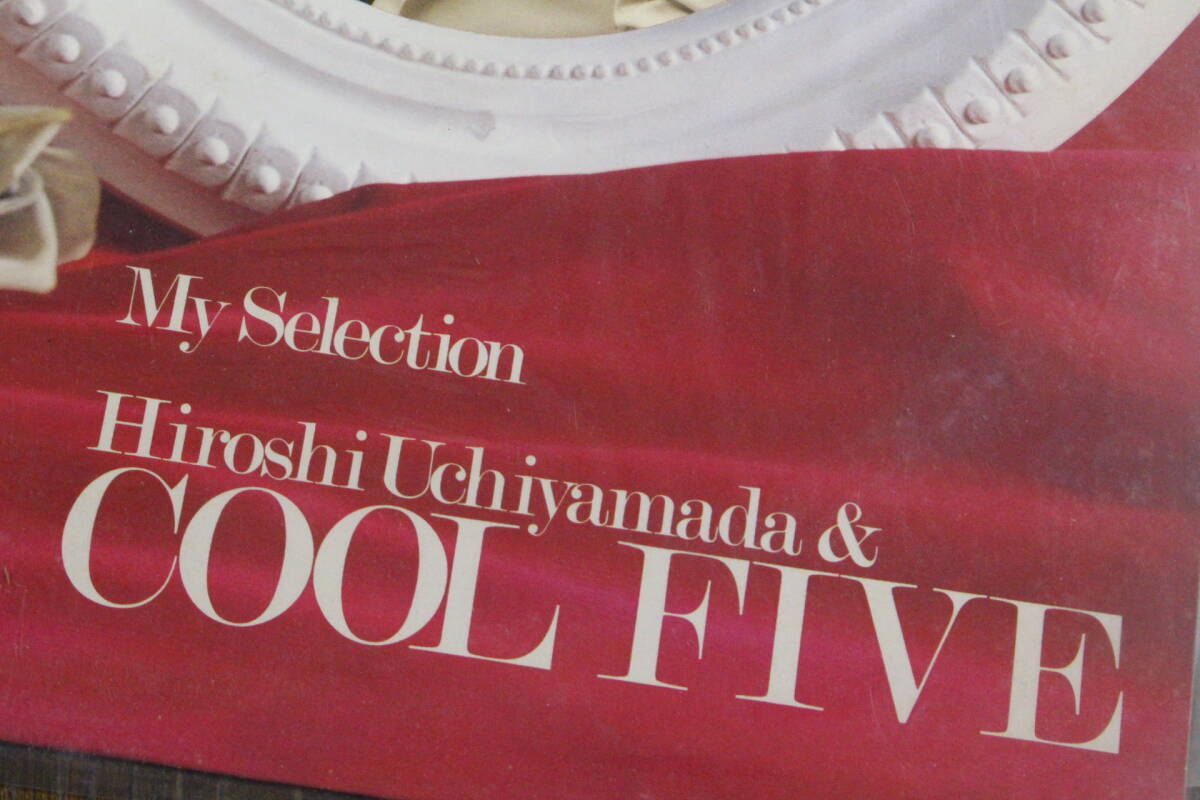 My Selection
Hiroshi Uchiyamada &
COOL FIVE